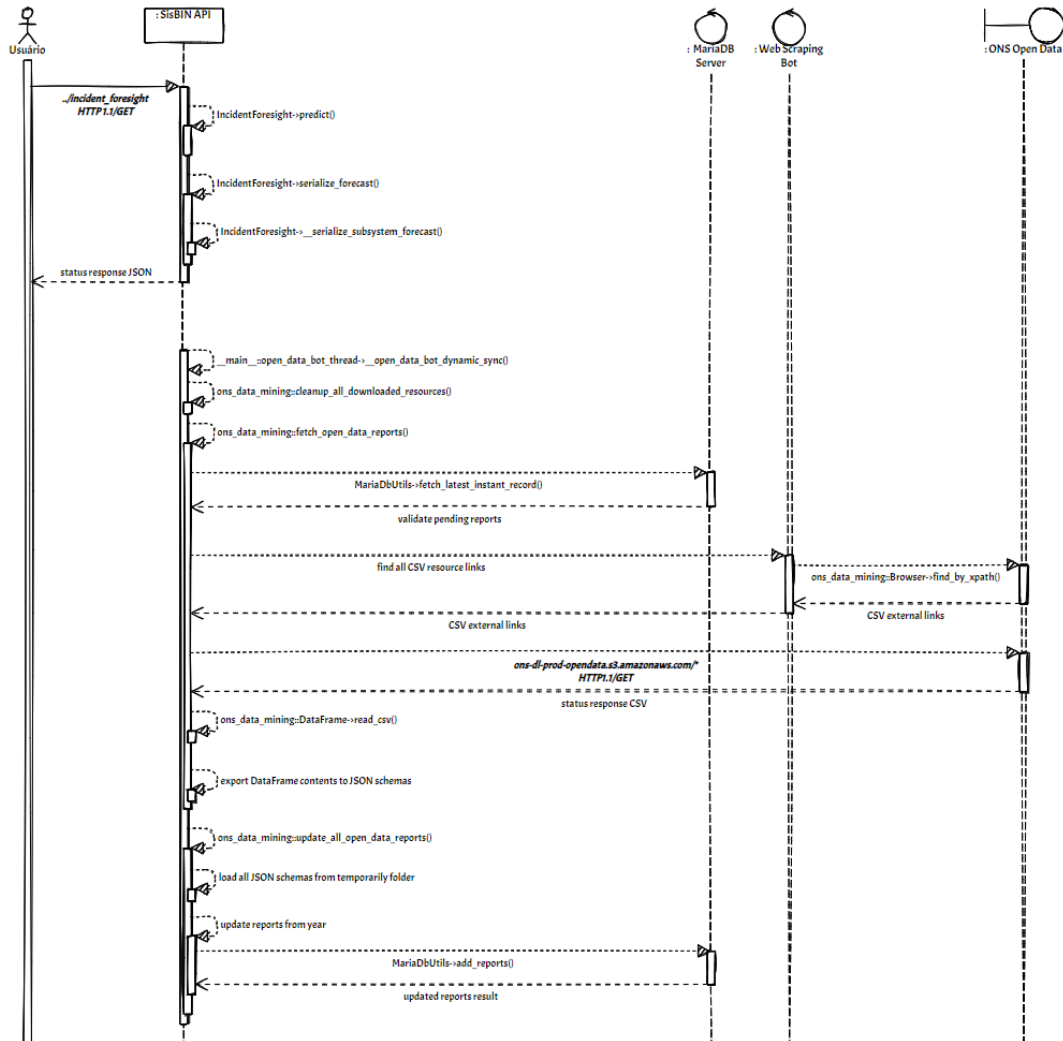 : SisBIN API
Usuário
: MariaDB
Server
: Web Scraping
Bot
: ONS Open Data
../incident_foresight
HTTP1.1/GET
IncidentForesight->predict()
IncidentForesight->serialize_forecast()
IncidentForesight->__serialize_subsystem_forecast()
status response JSON
__main__::open_data_bot_thread->__open_data_bot_dynamic_sync()
ons_data_mining::cleanup_all_downloaded_resources()
ons_data_mining::fetch_open_data_reports()
MariaDbUtils->fetch_latest_instant_record()
validate pending reports
find all CSV resource links
ons_data_mining::Browser->find_by_xpath()
CSV external links
CSV external links
ons-dl-prod-opendata.s3.amazonaws.com/*
HTTP1.1/GET
status response CSV
ons_data_mining::DataFrame->read_csv()
export DataFrame contents to JSON schemas
ons_data_mining::update_all_open_data_reports()
load all JSON schemas from temporarily folder
update reports from year
MariaDbUtils->add_reports()
updated reports result